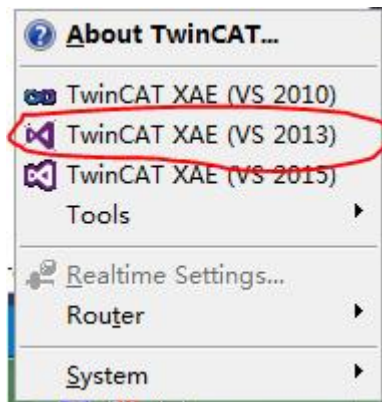 About TwinCAT...
TwinCAT XAE (VS 2010)
TwinCAT XAE (VS 2013)
TwinCAT XAE (VS 2015)
Tools
Realtime Settings...
Router
System